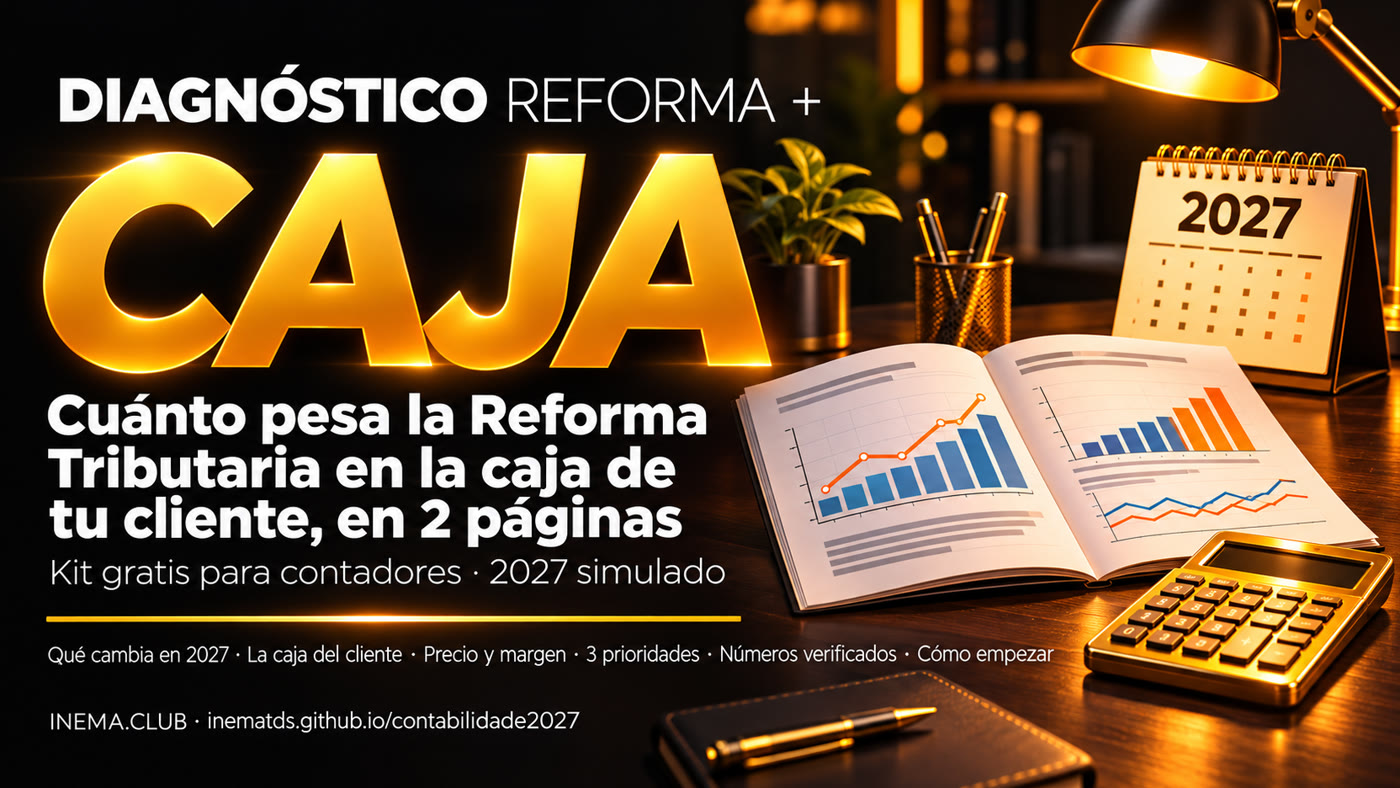 DIAGNÓSTICO REFORMA +
CAJA
Cuánto pesa la Reforma
Tributaria en la caja de
tu cliente, en 2 páginas
Kit gratis para contadores · 2027 simulado
Qué cambia en 2027 · La caja del cliente · Precio y margen · 3 prioridades · Números verificados · Cómo empezar
INEMA.CLUB · inematds.github.io/contabilidade2027
2027